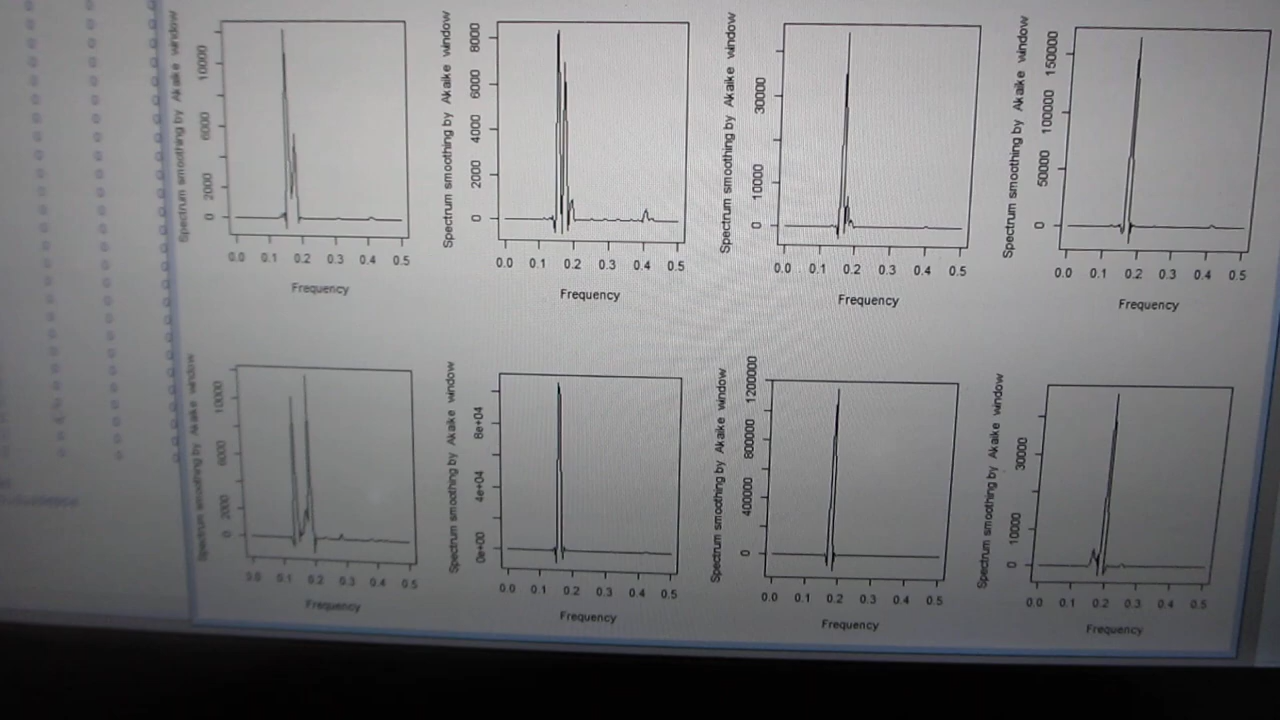 Spectrum smoothing by Akaike window
10000
6000
2000
0
0.0 0.1 0.2 0.3 0.4 0.5
Frequency
Spectrum smoothing by Akaike window
8000
6000
4000
2000
0
0.0 0.1 0.2 0.3 0.4 0.5
Frequency
Spectrum smoothing by Akaike window
30000
10000
0
0.0 0.1 0.2 0.3 0.4 0.5
Frequency
Spectrum smoothing by Akaike window
150000
100000
50000
0
0.0 0.1 0.2 0.3 0.4 0.5
Frequency
Spectrum smoothing by Akaike window
10000
6000
2000
0
0.0 0.1 0.2 0.3 0.4 0.5
Frequency
Spectrum smoothing by Akaike window
8e+04
4e+04
0e+00
0.0 0.1 0.2 0.3 0.4 0.5
Frequency
Spectrum smoothing by Akaike window
1200000
800000
400000
0
0.0 0.1 0.2 0.3 0.4 0.5
Frequency
Spectrum smoothing by Akaike window
30000
10000
0
0.0 0.1 0.2 0.3 0.4 0.5
Frequency